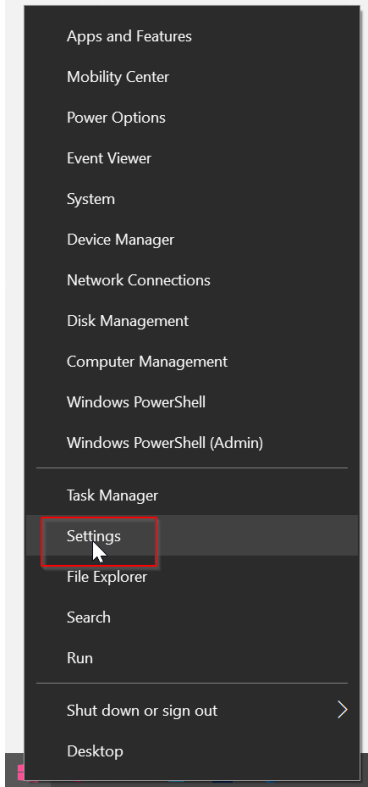 Apps and Features
Mobility Center
Power Options
Event Viewer
System
Device Manager
Network Connections
Disk Management
Computer Management
Windows PowerShell
Windows PowerShell (Admin)
Task Manager
Settings
File Explorer
Search
Run
Shut down or sign out
Desktop